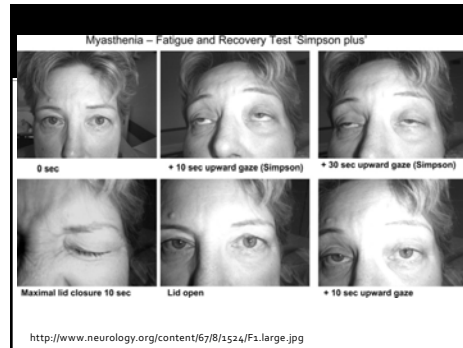 Myasthenia – Fatigue and Recovery Test 'Simpson plus'
0 sec
+ 10 sec upward gaze (Simpson)
+ 30 sec upward gaze (Simpson)
Maximal lid closure 10 sec
Lid open
+ 10 sec upward gaze
http://www.neurology.org/content/67/8/1524/F1.large.jpg